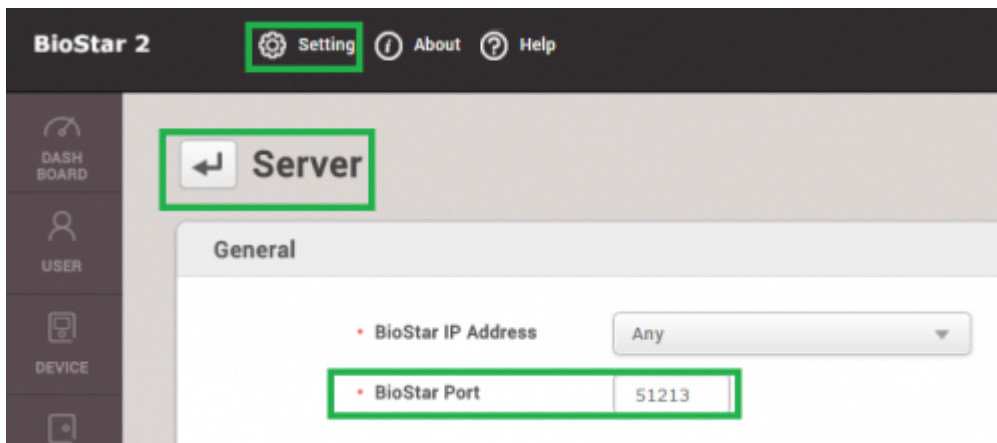 BioStar 2
Setting
About
Help
DASH
BOARD
USER
DEVICE
Server
General
• BioStar IP Address
Any
• BioStar Port
51213